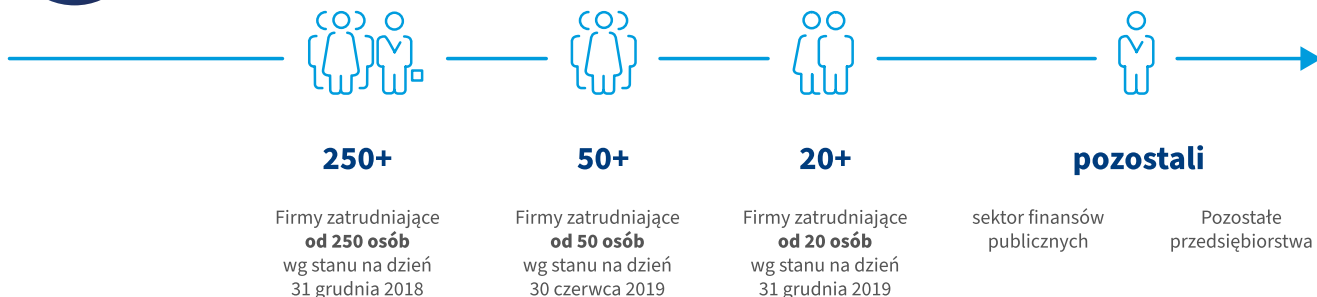 250+
Firmy zatrudniające
od 250 osób
wg stanu na dzień
31 grudnia 2018
50+
Firmy zatrudniające
od 50 osób
wg stanu na dzień
30 czerwca 2019
20+
Firmy zatrudniające
od 20 osób
wg stanu na dzień
31 grudnia 2019
pozostali
sektor finansów
publicznych
Pozostałe
przedsiębiorstwa